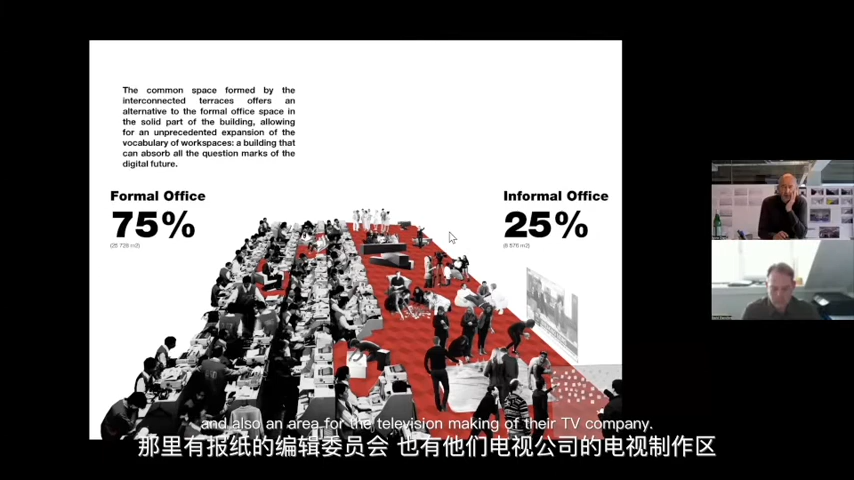 The common space formed by the
interconnected terraces offers an
alternative to the formal office space in
the solid part of the building, allowing
for an unprecedented expansion of the
vocabulary of workspaces: a building that
can absorb all the question marks of the
digital future.
Formal Office
75%
Informal Office
25%
and also an area for the television making of their TV company.
那里有报纸的编辑委员会 也有他们电视公司的电视制作区